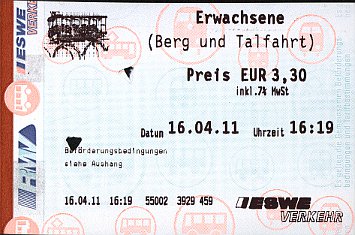 Erwachsene
(Berg und Talfahrt)
Preis EUR 3,30
inkl.7% MwSt
Datum 16.04.11 Uhrzeit 16:19
Beförderungsbedingungen
siehe Aushang
16.04.11 16:19 55002 3929 459
ESWE
VERKEHR
ESWE
VERKEHR
RMV